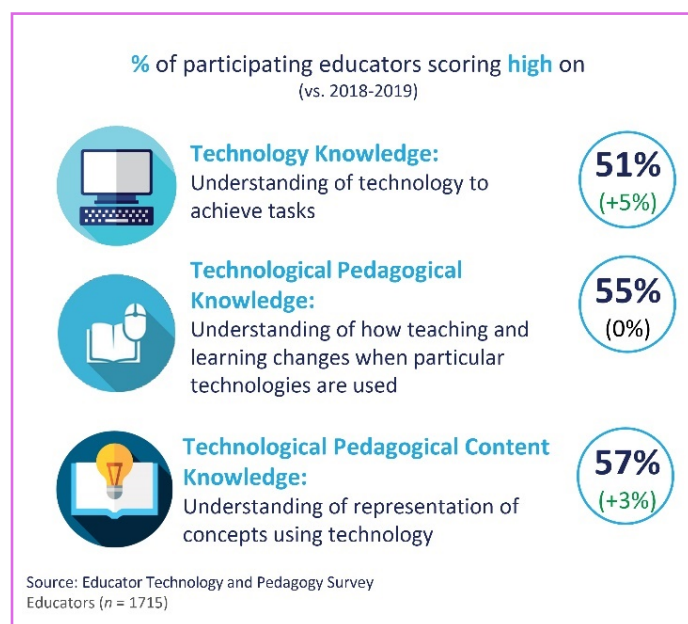 % of participating educators scoring high on
(vs. 2018-2019)
Technology Knowledge:
Understanding of technology to
achieve tasks
51%
(+5%)
Technological Pedagogical
Knowledge:
Understanding of how teaching and
learning changes when particular
technologies are used
55%
(0%)
Technological Pedagogical Content
Knowledge:
Understanding of representation of
concepts using technology
57%
(+3%)
Source: Educator Technology and Pedagogy Survey
Educators (n = 1715)